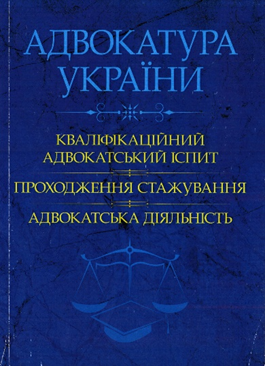 АДВОКАТУРА
УКРАЇНИ
КВАЛІФІКАЦІЙНИЙ
АДВОКАТСЬКИЙ ІСПИТ
ПРОХОДЖЕННЯ СТАЖУВАННЯ
АДВОКАТСЬКА ДІЯЛЬНІСТЬ